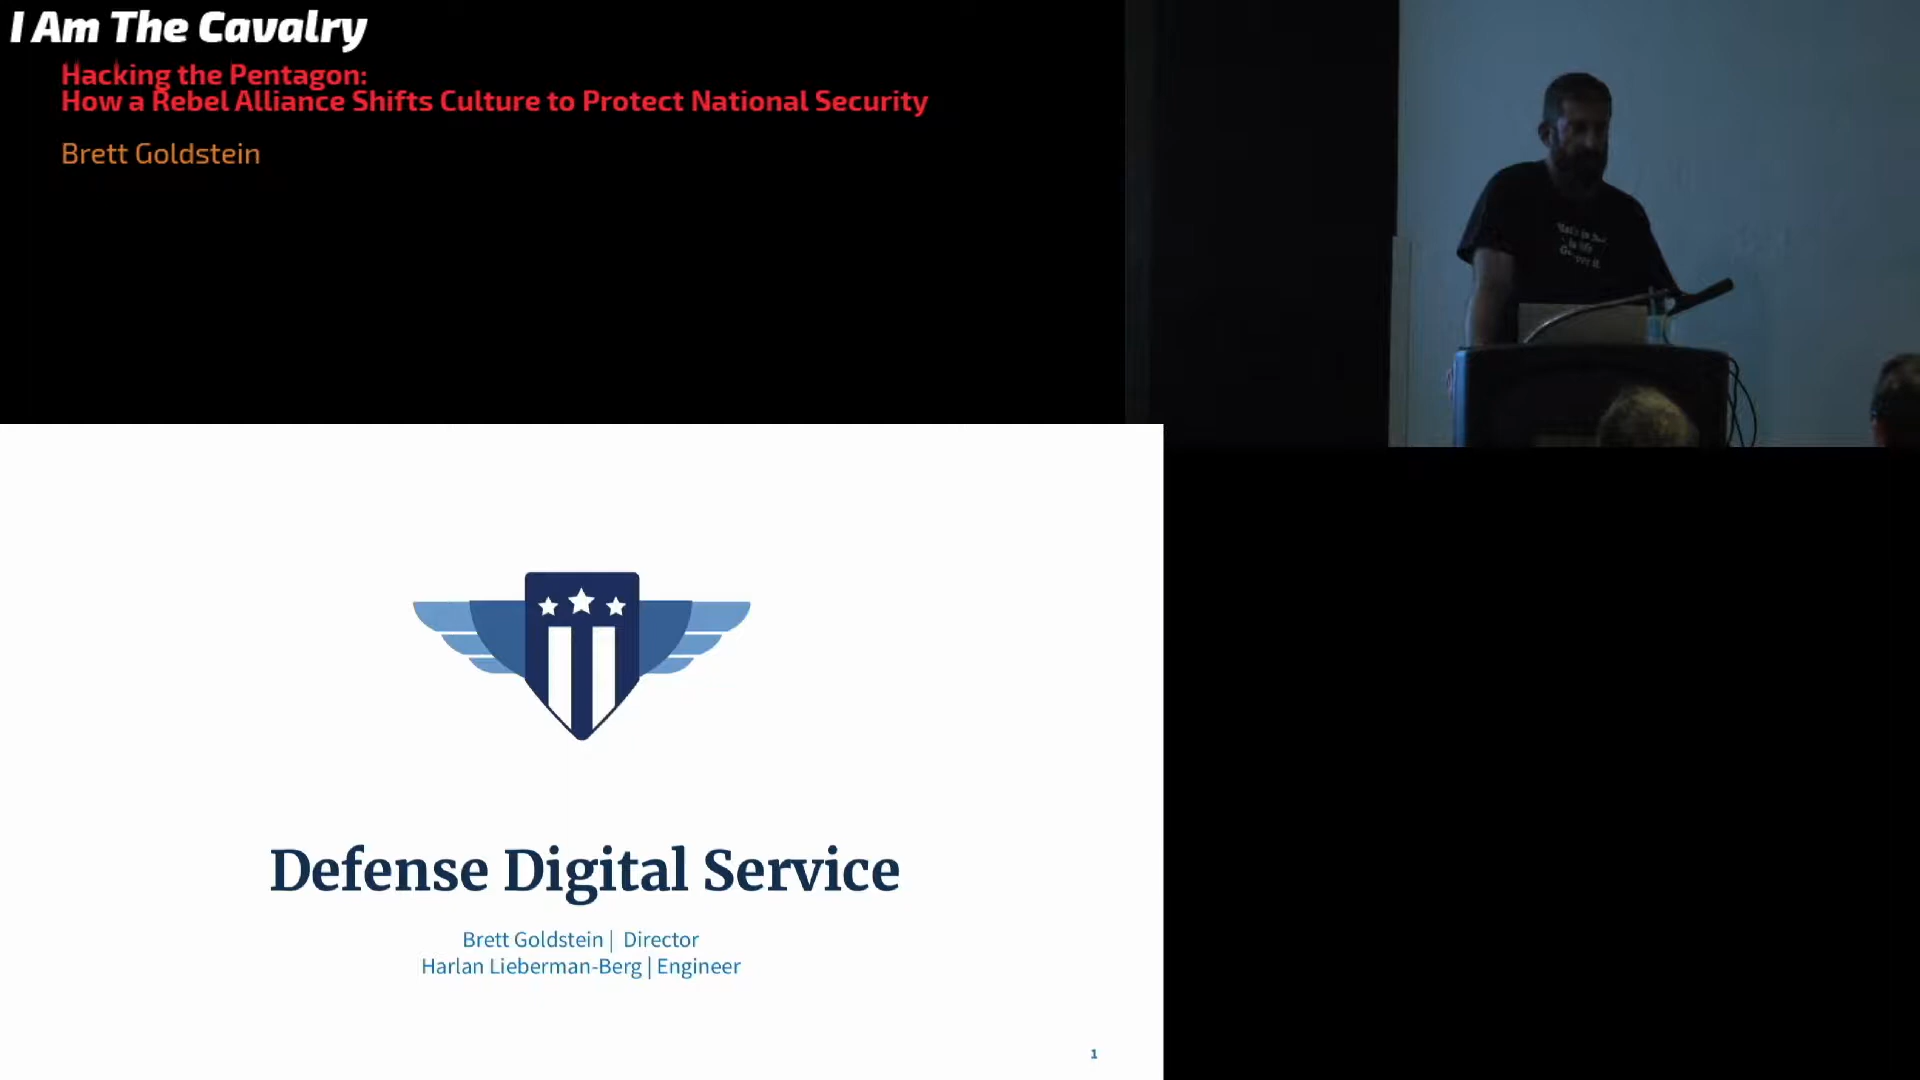 I Am The Cavalry
Hacking the Pentagon:
How a Rebel Alliance Shifts Culture to Protect National Security
Brett Goldstein
Defense Digital Service
Brett Goldstein | Director
Harlan Lieberman-Berg | Engineer
1